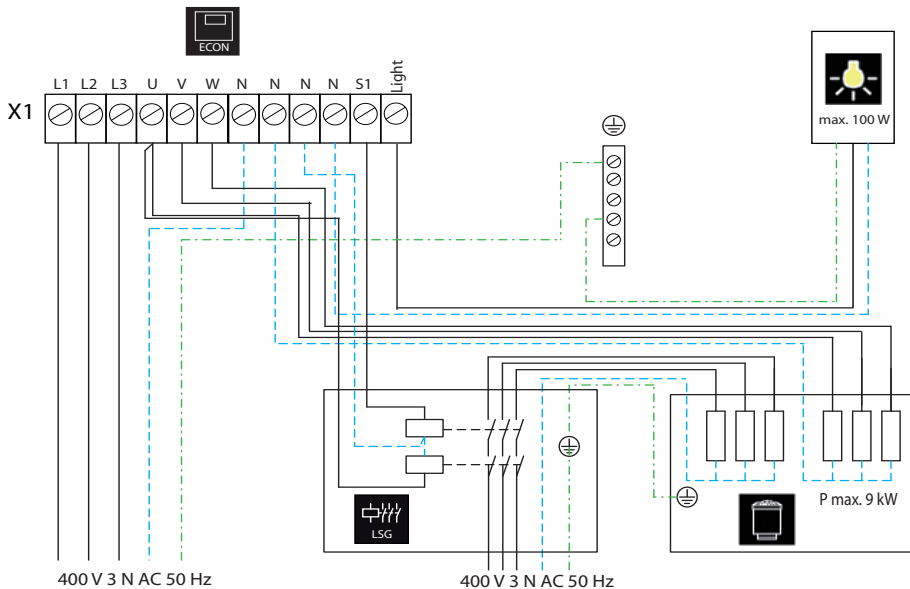 ECON
L1 L2 L3 U V W N N N N S1 Light
X1
max. 100 W
P max. 9 kW
LSG
400 V 3 N AC 50 Hz
400 V 3 N AC 50 Hz